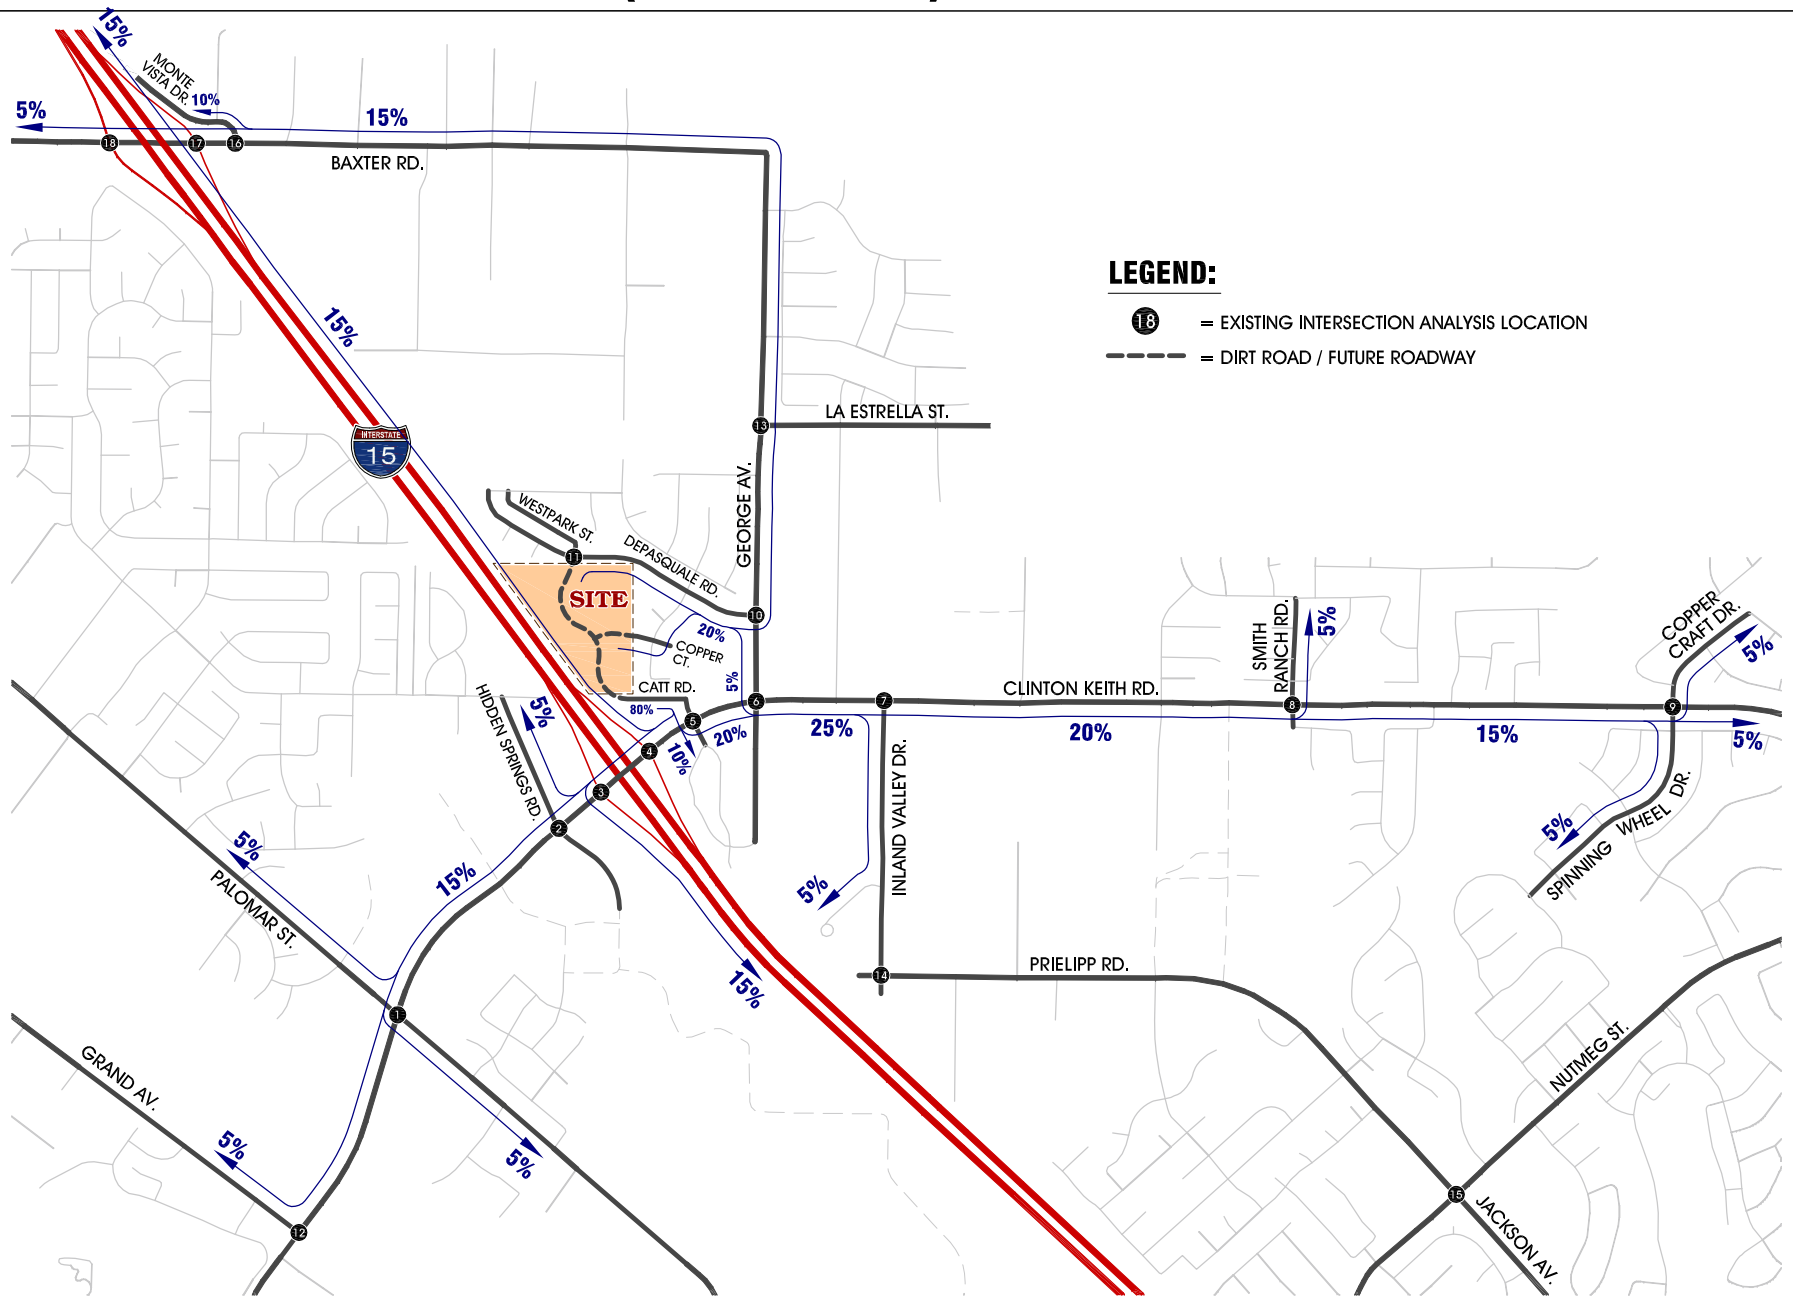 15%
MONTE
VISTA DR.
10%
5%
15%
18
17
16
BAXTER RD.
15%
LEGEND:
18 = EXISTING INTERSECTION ANALYSIS LOCATION
= DIRT ROAD / FUTURE ROADWAY
INTERSTATE
15
LA ESTRELLA ST.
13
GEORGE AV.
WESTPARK ST.
11
DEPASQUALE RD.
SITE
10
20%
COPPER
CT.
5%
CATT RD.
80%
6
5
20%
10%
4
3
2
HIDDEN SPRINGS RD.
5%
25%
7
CLINTON KEITH RD.
20%
SMITH
RANCH RD.
5%
8
15%
9
5%
COPPER
CRAFT DR.
5%
SPINNING WHEEL DR.
5%
INLAND VALLEY DR.
5%
14
PRIELIPP RD.
15%
15%
5%
PALOMAR ST.
1
5%
GRAND AV.
5%
12
NUTMEG ST.
15
JACKSON AV.